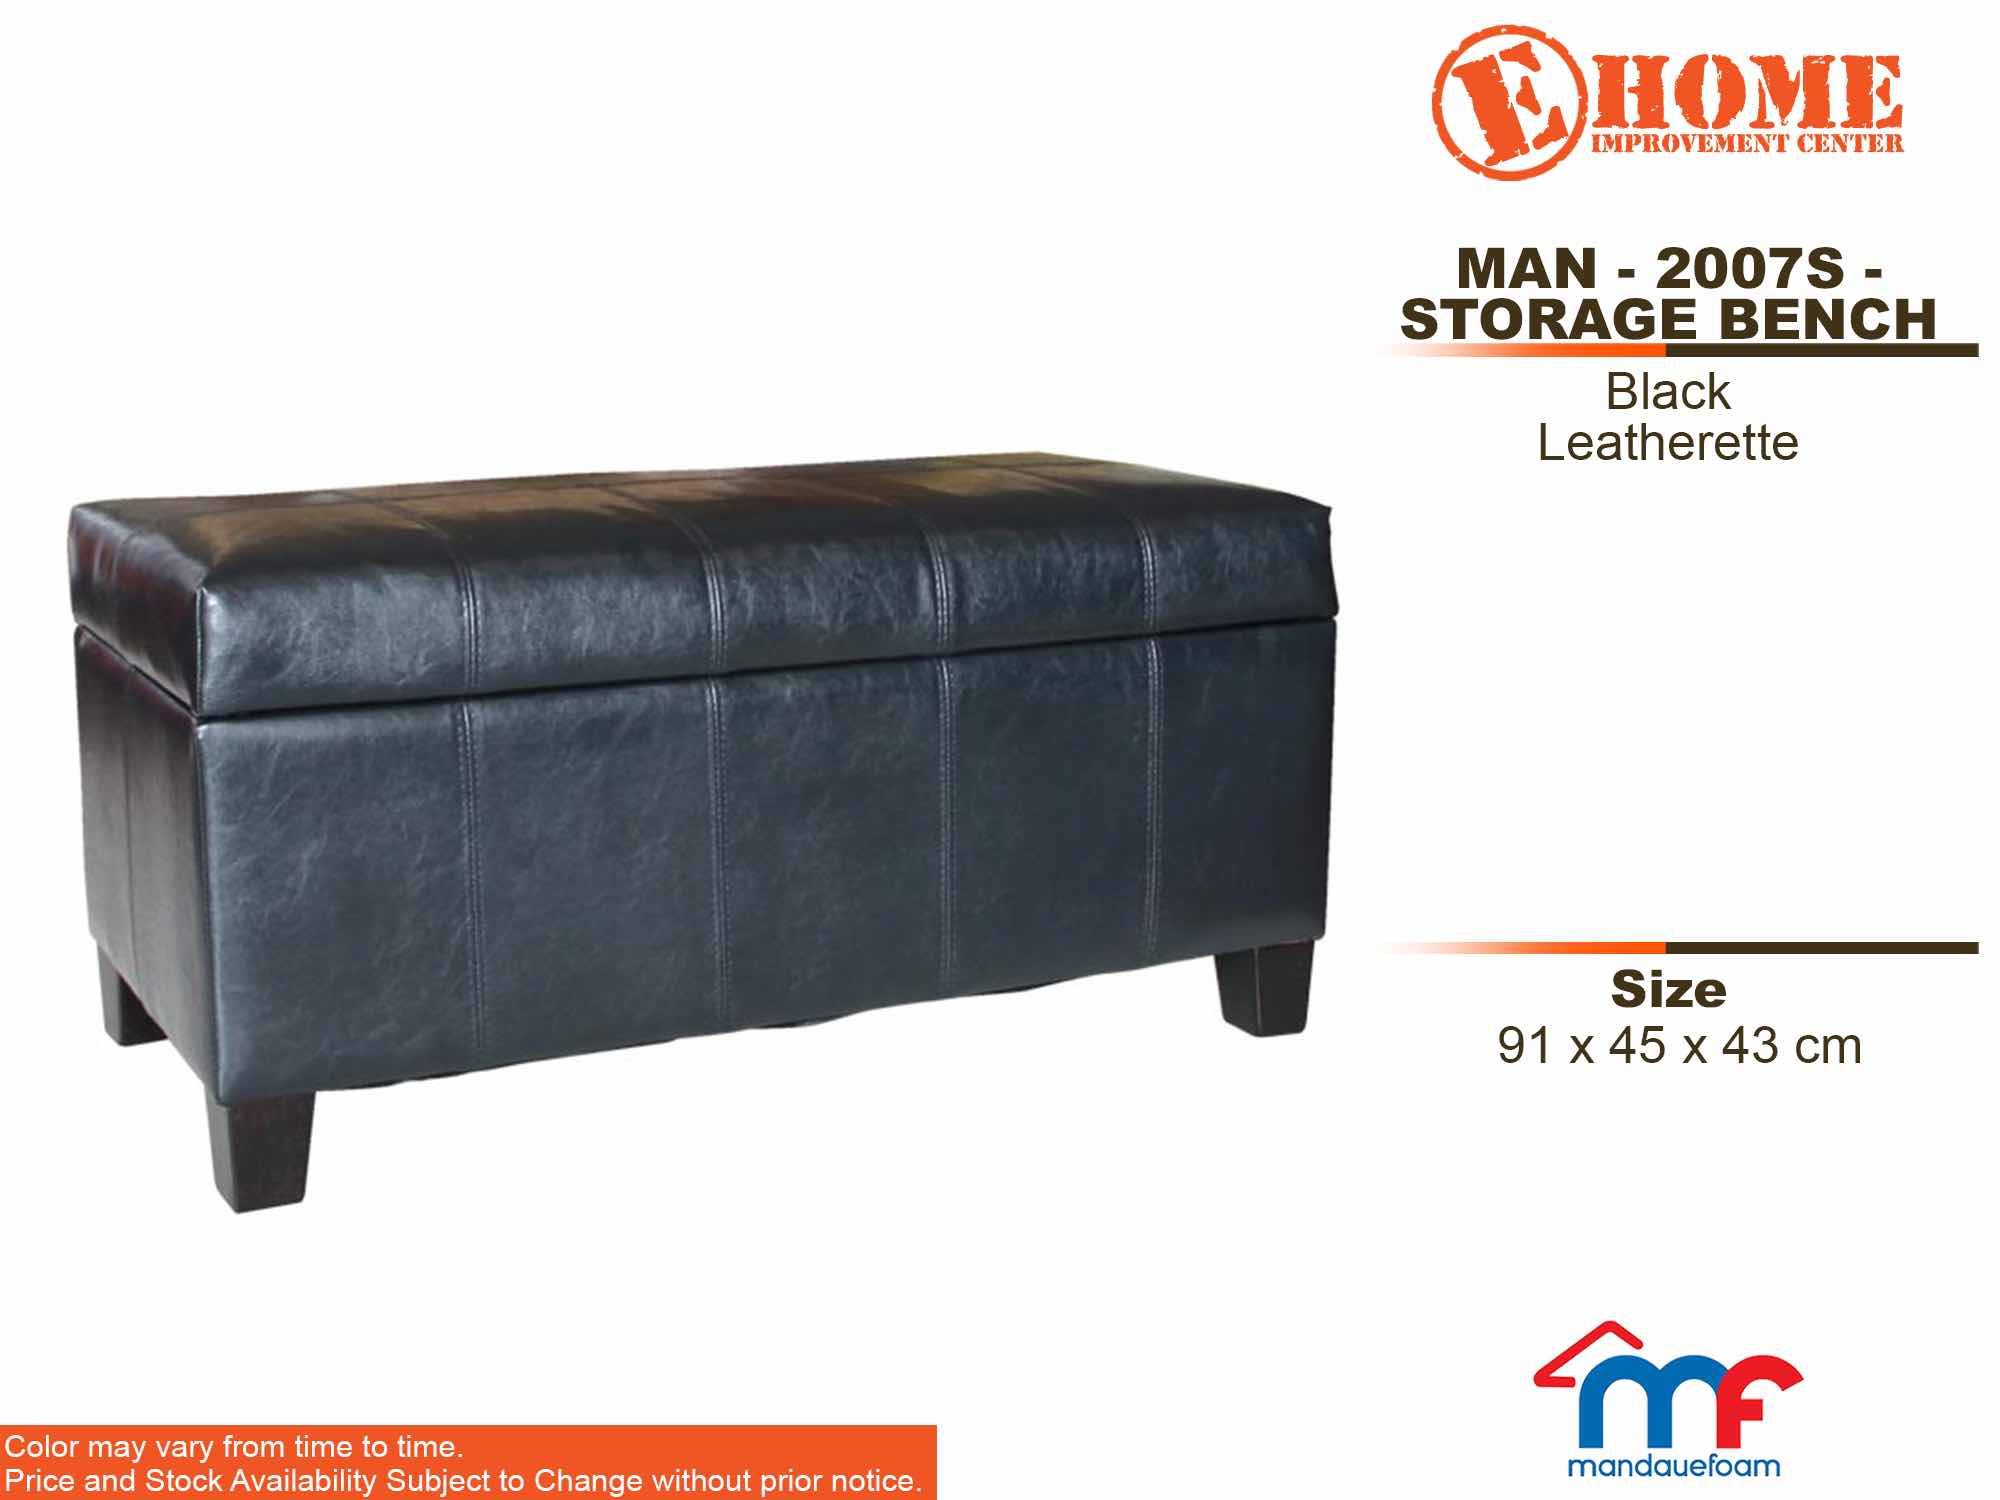 E HOME
IMPROVEMENT CENTER
MAN - 2007S -
STORAGE BENCH
Black
Leatherette
Size
91 x 45 x 43 cm
mf
mandauefoam
Color may vary from time to time.
Price and Stock Availability Subject to Change without prior notice.